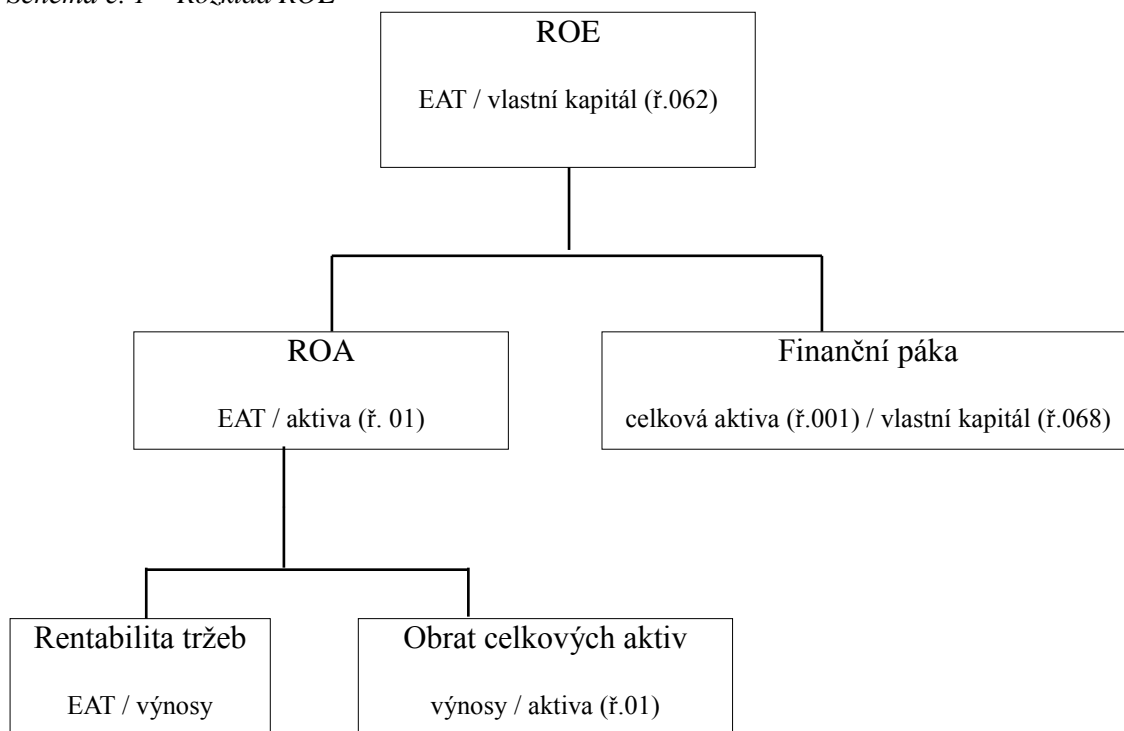 Schéma č. 1 – Rozklad ROE
ROE
EAT / vlastní kapitál (ř.062)
ROA
EAT / aktiva (ř. 01)
Finanční páka
celková aktiva (ř.001) / vlastní kapitál (ř.068)
Rentabilita tržeb
EAT / výnosy
Obrat celkových aktiv
výnosy / aktiva (ř.01)